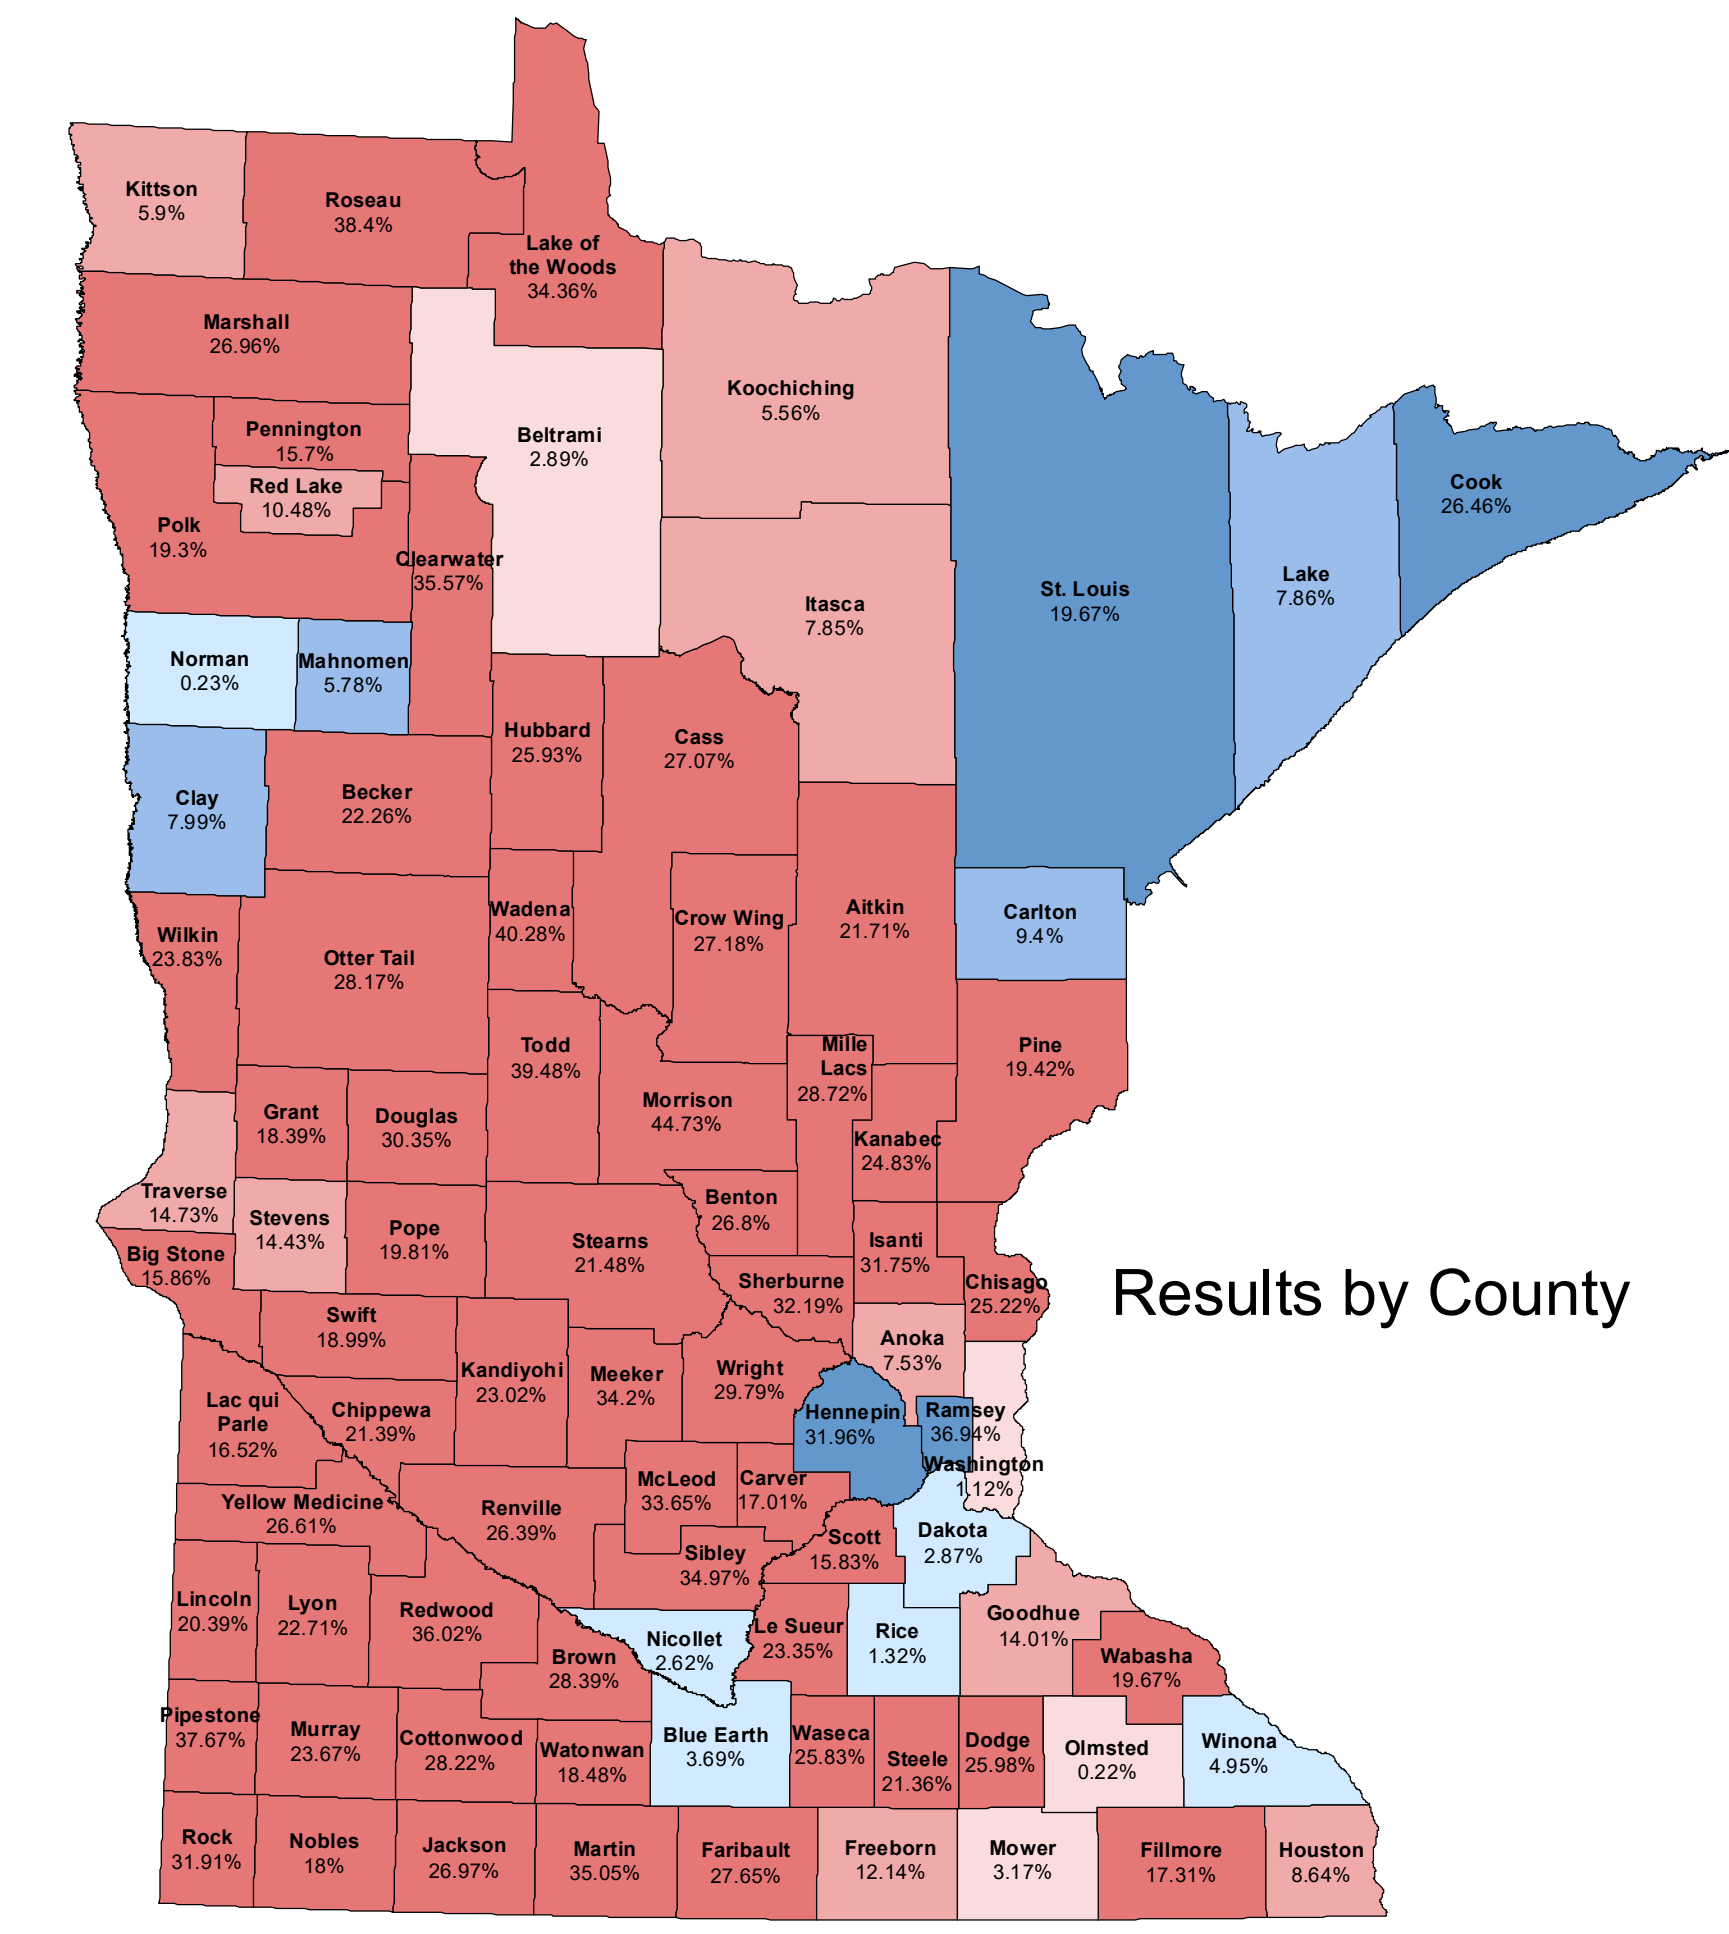 Kittson
5.9%
Roseau
38.4%
Lake of
the Woods
34.36%
Marshall
26.96%
Koochiching
5.56%
Beltrami
2.89%
Pennington
15.7%
Red Lake
10.48%
Polk
19.3%
Clearwater
35.57%
Cook
26.46%
Lake
7.86%
St. Louis
19.67%
Itasca
7.85%
Norman
0.23%
Mahnomen
5.78%
Hubbard
25.93%
Cass
27.07%
Clay
7.99%
Becker
22.26%
Wadena
40.28%
Crow Wing
27.18%
Aitkin
21.71%
Carlton
9.4%
Wilkin
23.83%
Otter Tail
28.17%
Todd
39.48%
Mille
Lacs
28.72%
Pine
19.42%
Morrison
44.73%
Grant
18.39%
Douglas
30.35%
Kanabec
24.83%
Traverse
14.73%
Stevens
14.43%
Pope
19.81%
Stearns
21.48%
Benton
26.8%
Isanti
31.75%
Big Stone
15.86%
Sherburne
32.19%
Chisago
25.22%
Results by County
Swift
18.99%
Anoka
7.53%
Kandiyohi
23.02%
Meeker
34.2%
Wright
29.79%
Lac qui
Parle
16.52%
Chippewa
21.39%
Hennepin
31.96%
Ramsey
36.94%
Washington
1.12%
McLeod
33.65%
Carver
17.01%
Yellow Medicine
26.61%
Renville
26.39%
Scott
15.83%
Dakota
2.87%
Sibley
34.97%
Lincoln
20.39%
Lyon
22.71%
Redwood
36.02%
Nicollet
2.62%
Le Sueur
23.35%
Rice
1.32%
Goodhue
14.01%
Brown
28.39%
Wabasha
19.67%
Pipestone
37.67%
Murray
23.67%
Cottonwood
28.22%
Watonwan
18.48%
Blue Earth
3.69%
Waseca
25.83%
Steele
21.36%
Dodge
25.98%
Olmsted
0.22%
Winona
4.95%
Rock
31.91%
Nobles
18%
Jackson
26.97%
Martin
35.05%
Faribault
27.65%
Freeborn
12.14%
Mower
3.17%
Fillmore
17.31%
Houston
8.64%